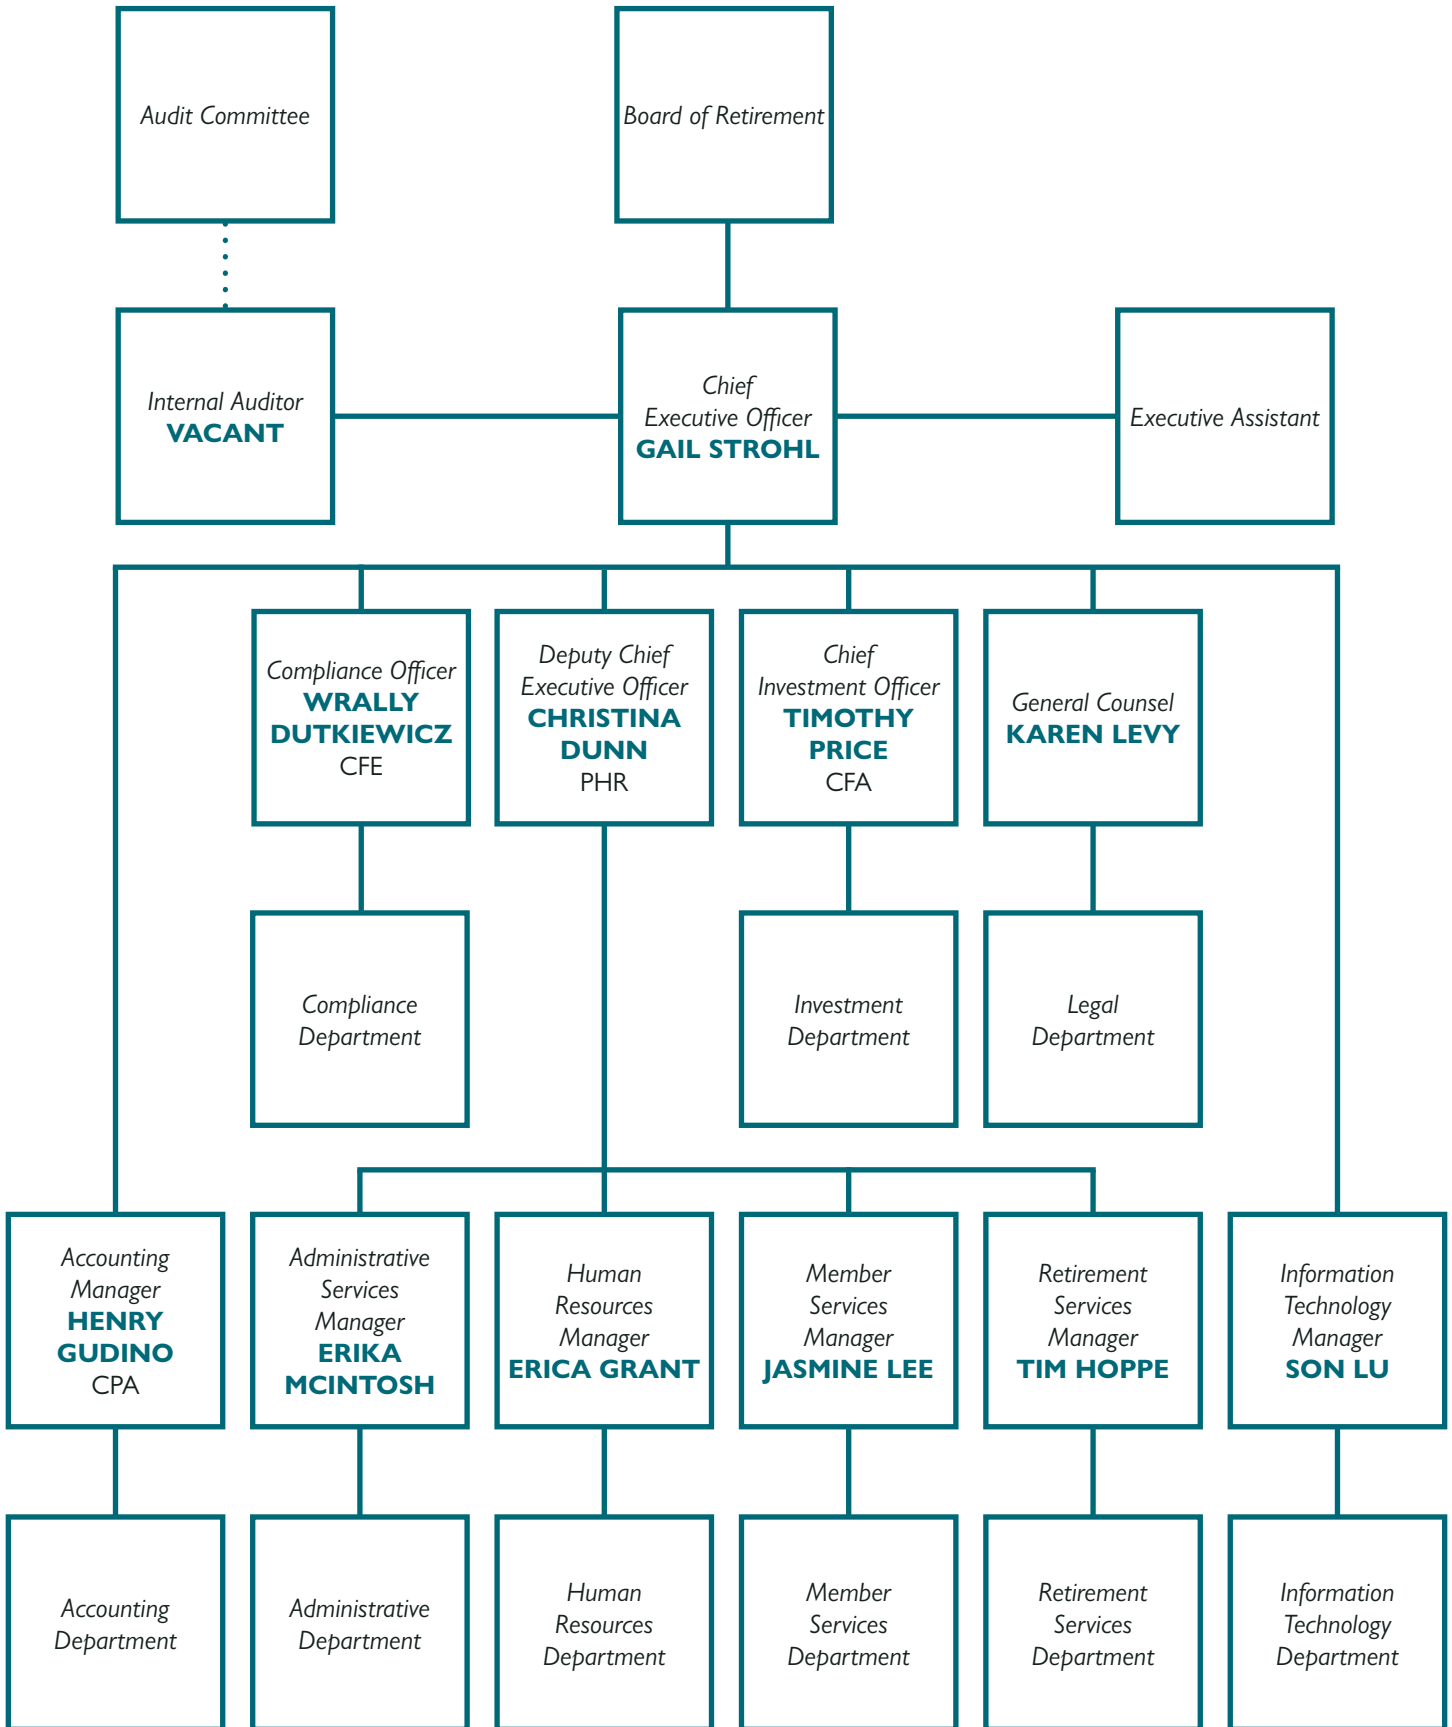 Audit Committee
Board of Retirement
Internal Auditor
VACANT
Chief
Executive Officer
GAIL STROHL
Executive Assistant
Compliance Officer
WRALLY
DUTKIEWICZ
CFE
Deputy Chief
Executive Officer
CHRISTINA
DUNN
PHR
Chief
Investment Officer
TIMOTHY
PRICE
CFA
General Counsel
KAREN LEVY
Compliance
Department
Investment
Department
Legal
Department
Accounting
Manager
HENRY
GUDINO
CPA
Administrative
Services
Manager
ERIKA
MCINTOSH
Human
Resources
Manager
ERICA GRANT
Member
Services
Manager
JASMINE LEE
Retirement
Services
Manager
TIM HOPPE
Information
Technology
Manager
SON LU
Accounting
Department
Administrative
Department
Human
Resources
Department
Member
Services
Department
Retirement
Services
Department
Information
Technology
Department